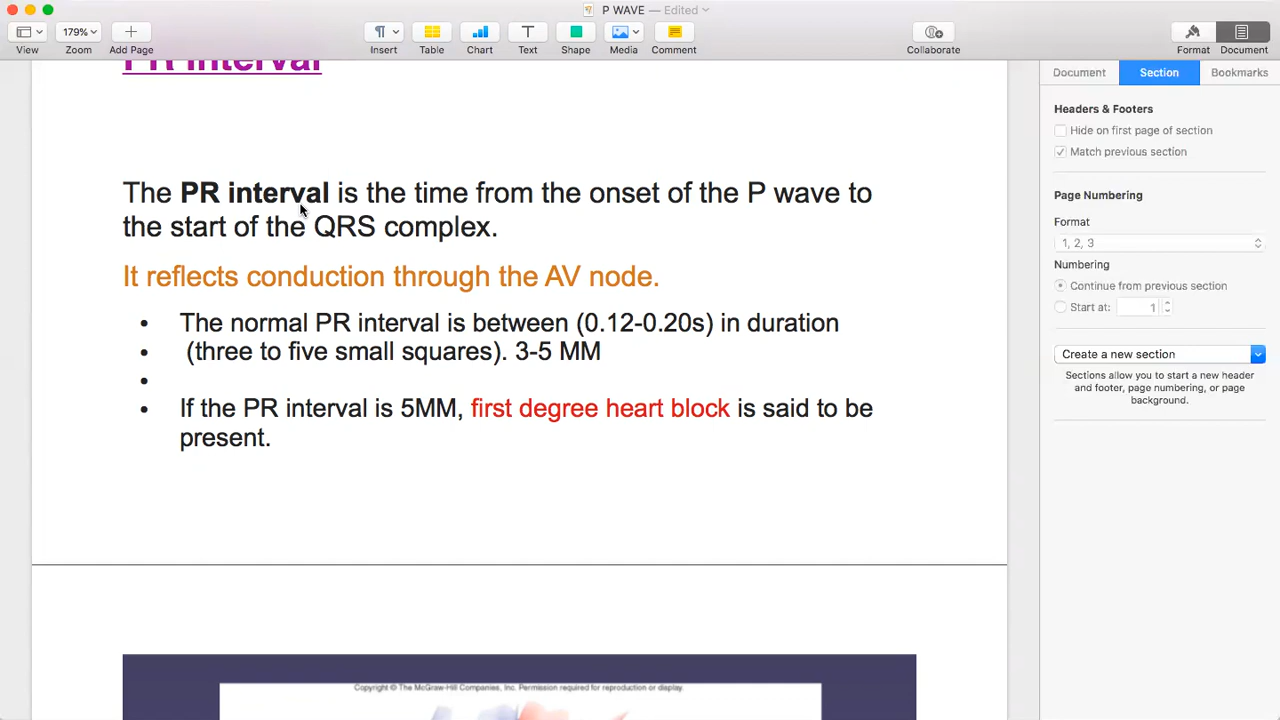 P WAVE — Edited
179%
View
Zoom
Add Page
Insert
Table
Chart
Text
Shape
Media
Comment
Collaborate
Format
Document
Document
Section
Bookmarks
PR interval
The PR interval is the time from the onset of the P wave to
the start of the QRS complex.
It reflects conduction through the AV node.
• The normal PR interval is between (0.12-0.20s) in duration
• (three to five small squares). 3-5 MM
•
• If the PR interval is 5MM, first degree heart block is said to be
present.
Copyright © The McGraw-Hill Companies, Inc. Permission required for reproduction or display.
Headers & Footers
Hide on first page of section
Match previous section
Page Numbering
Format
1, 2, 3
Numbering
Continue from previous section
Start at: 1
Create a new section
Sections allow you to start a new header
and footer, page numbering, or page
background.